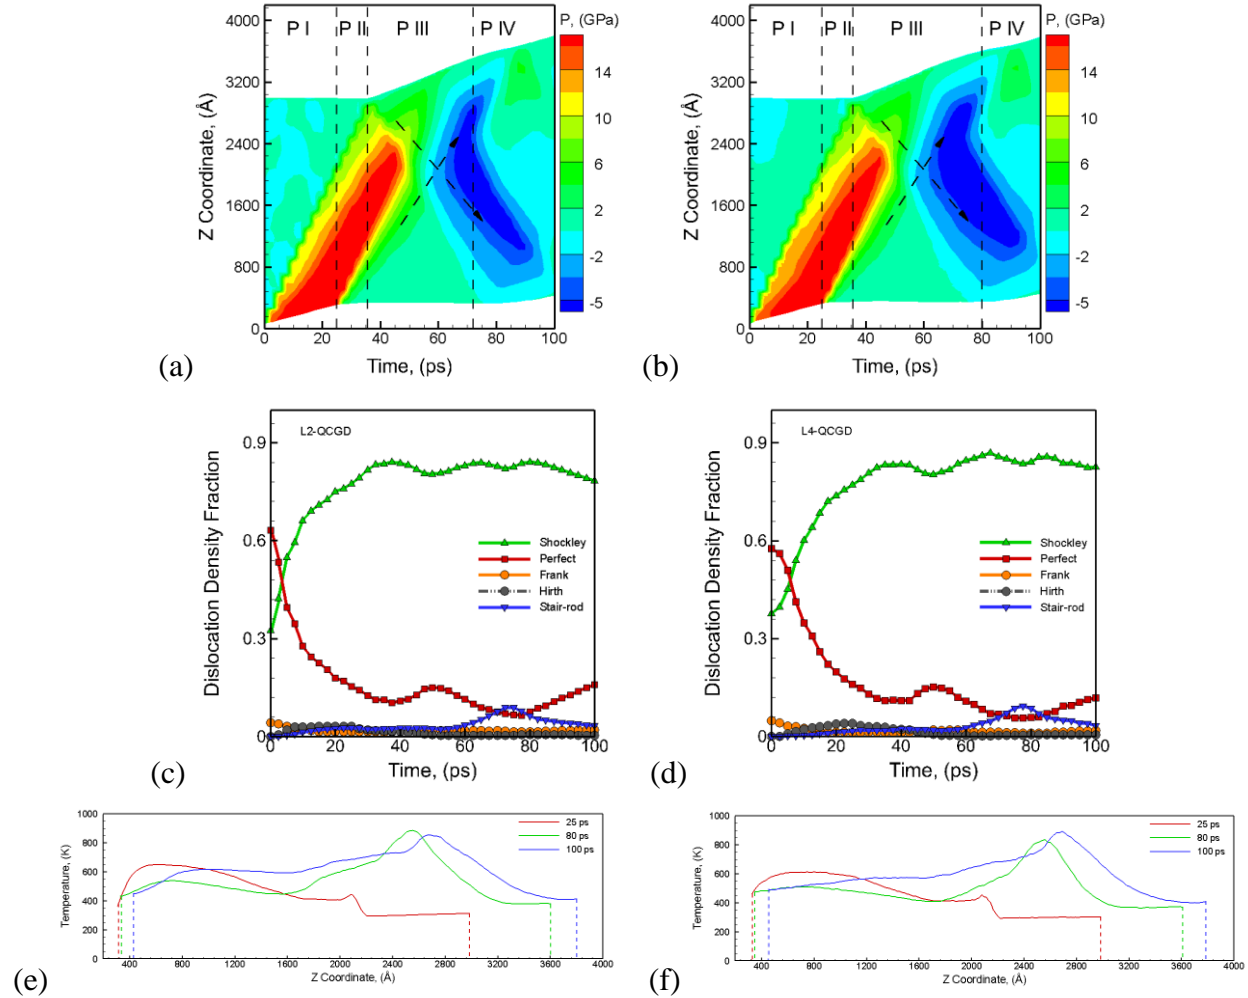 P I P II P III P IV
P, (GPa)
4000
3200
2400
1600
800
0
Z Coordinate, (Å)
14
10
6
2
-2
-5
0 20 40 60 80 100
Time, (ps)
(a)
P I P II P III P IV
P, (GPa)
4000
3200
2400
1600
800
0
Z Coordinate, (Å)
14
10
6
2
-2
-5
0 20 40 60 80 100
Time, (ps)
(b)
L2-QCGD
0.9
0.6
0.3
0
Dislocation Density Fraction
Shockley
Perfect
Frank
Hirth
Stair-rod
0 20 40 60 80 100
Time, (ps)
(c)
L4-QCGD
0.9
0.6
0.3
0
Dislocation Density Fraction
Shockley
Perfect
Frank
Hirth
Stair-rod
0 20 40 60 80 100
Time, (ps)
(d)
1000
800
600
400
200
0
Temperature, (K)
25 ps
80 ps
100 ps
400 800 1200 1600 2000 2400 2800 3200 3600 4000
Z Coordinate, (Å)
(e)
1000
800
600
400
200
0
Temperature, (K)
25 ps
80 ps
100 ps
400 800 1200 1600 2000 2400 2800 3200 3600 4000
Z Coordinate, (Å)
(f)